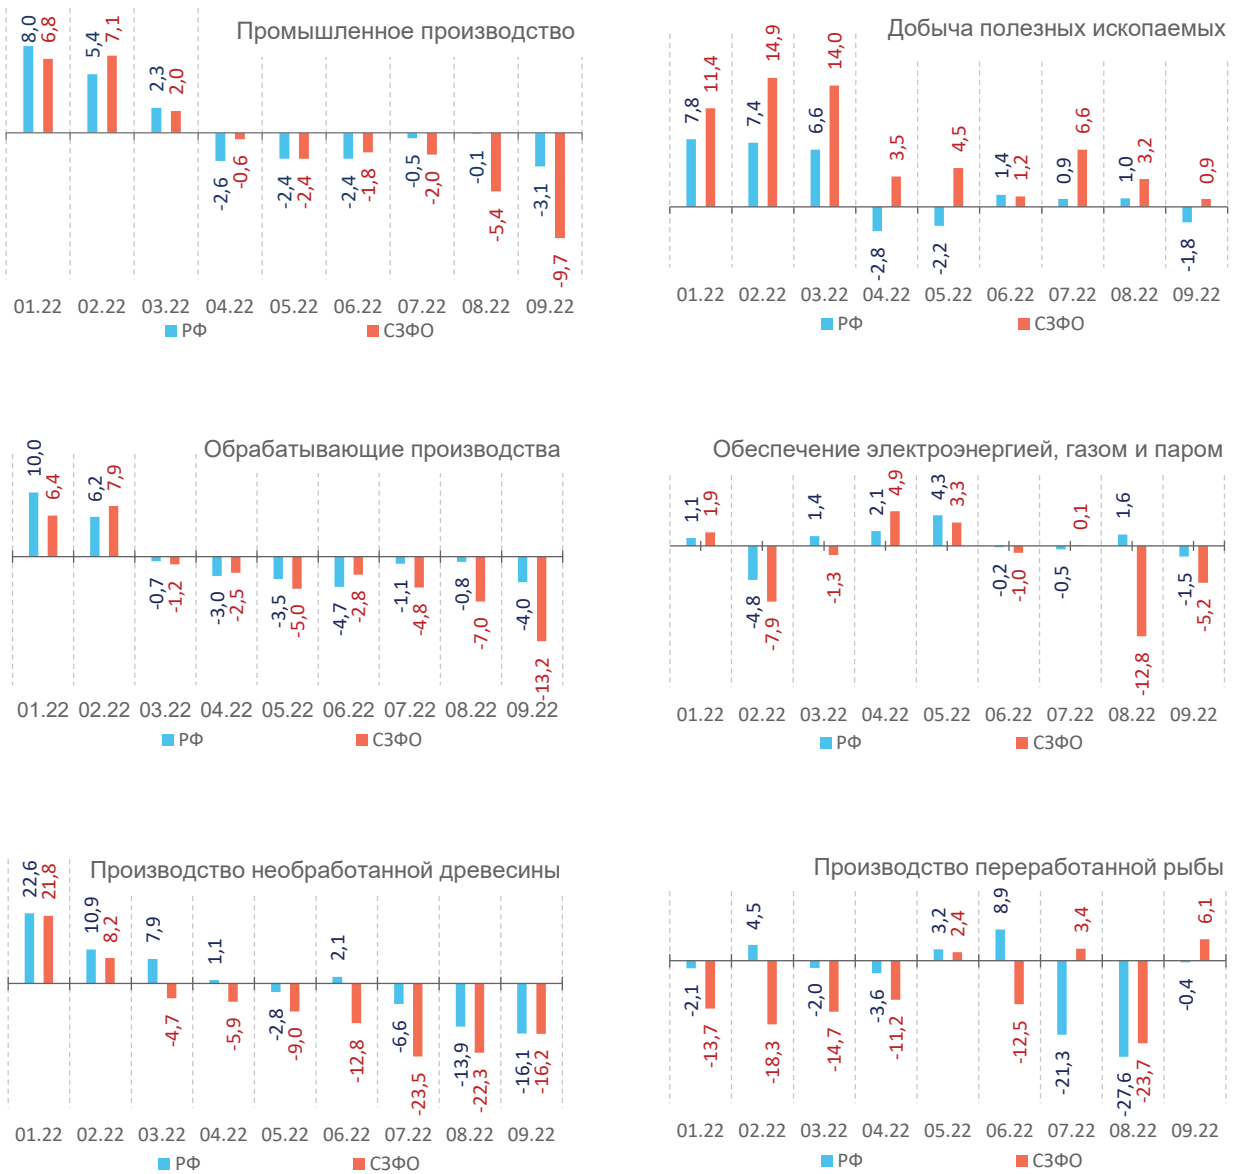 Промышленное производство
8,0 6,8 5,4 7,1 2,3 2,0 -2,6 -0,6 -2,4 -2,4 -2,4 -1,8 -0,5 -2,0 -0,1 -5,4 -3,1 -9,7
01.22 02.22 03.22 04.22 05.22 06.22 07.22 08.22 09.22
РФ СЗФО
Добыча полезных ископаемых
7,8 11,4 7,4 14,9 6,6 14,0 -2,8 3,5 -2,2 4,5 1,4 1,2 0,9 6,6 1,0 3,2 -1,8 0,9
01.22 02.22 03.22 04.22 05.22 06.22 07.22 08.22 09.22
РФ СЗФО
Обрабатывающие производства
10,0 6,4 6,2 7,9 -0,7 -1,2 -3,0 -2,5 -3,5 -5,0 -4,7 -2,8 -1,1 -4,8 -0,8 -7,0 -4,0 -13,2
01.22 02.22 03.22 04.22 05.22 06.22 07.22 08.22 09.22
РФ СЗФО
Обеспечение электроэнергией, газом и паром
1,1 1,9 -4,8 -7,9 1,4 -1,3 2,1 4,9 4,3 3,3 -0,2 -1,0 -0,5 0,1 1,6 -12,8 -1,5 -5,2
01.22 02.22 03.22 04.22 05.22 06.22 07.22 08.22 09.22
РФ СЗФО
Производство необработанной древесины
22,6 21,8 10,9 8,2 7,9 -4,7 1,1 -5,9 -2,8 -9,0 2,1 -12,8 -6,6 -23,5 -13,9 -22,3 -16,1 -16,2
01.22 02.22 03.22 04.22 05.22 06.22 07.22 08.22 09.22
РФ СЗФО
Производство переработанной рыбы
-2,1 -13,7 4,5 -18,3 -2,0 -14,7 -3,6 -11,2 3,2 2,4 8,9 -12,5 -21,3 3,4 -27,6 -23,7 -0,4 6,1
01.22 02.22 03.22 04.22 05.22 06.22 07.22 08.22 09.22
РФ СЗФО